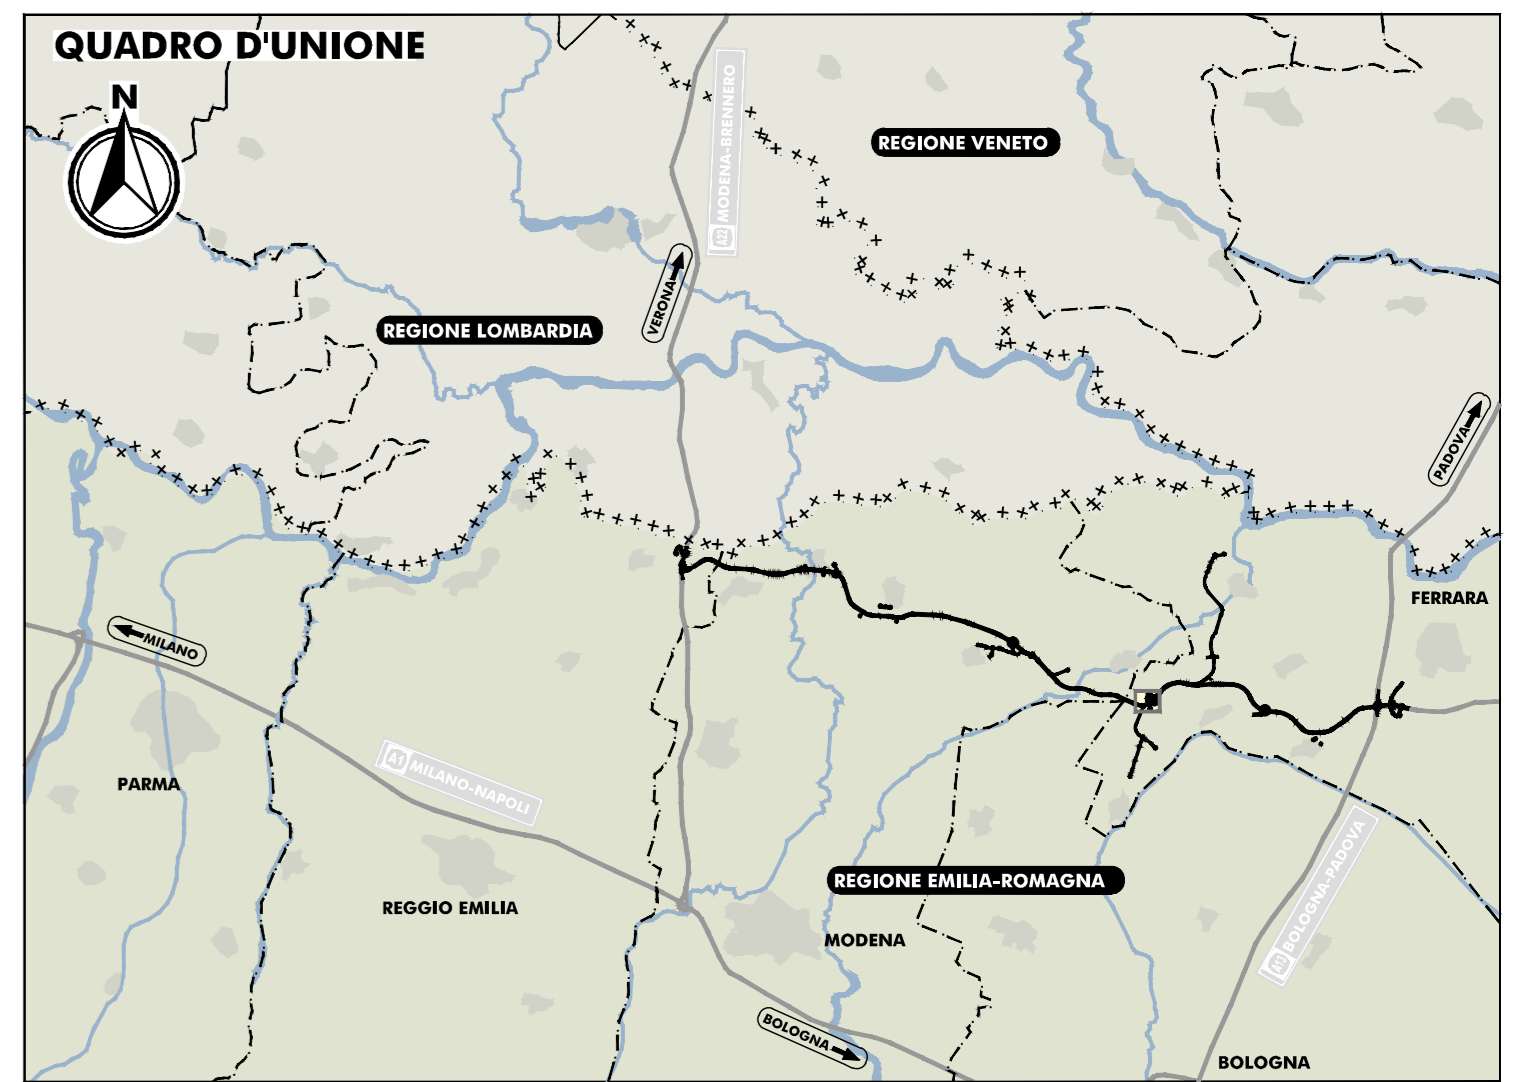 QUADRO D'UNIONE
N
A22 MODENA-BRENNERO
REGIONE VENETO
VERONA
REGIONE LOMBARDIA
PADOVA
FERRARA
MILANO
PARMA
A1 MILANO-NAPOLI
REGIONE EMILIA-ROMAGNA
REGGIO EMILIA
MODENA
A13 BOLOGNA-PADOVA
BOLOGNA
BOLOGNA